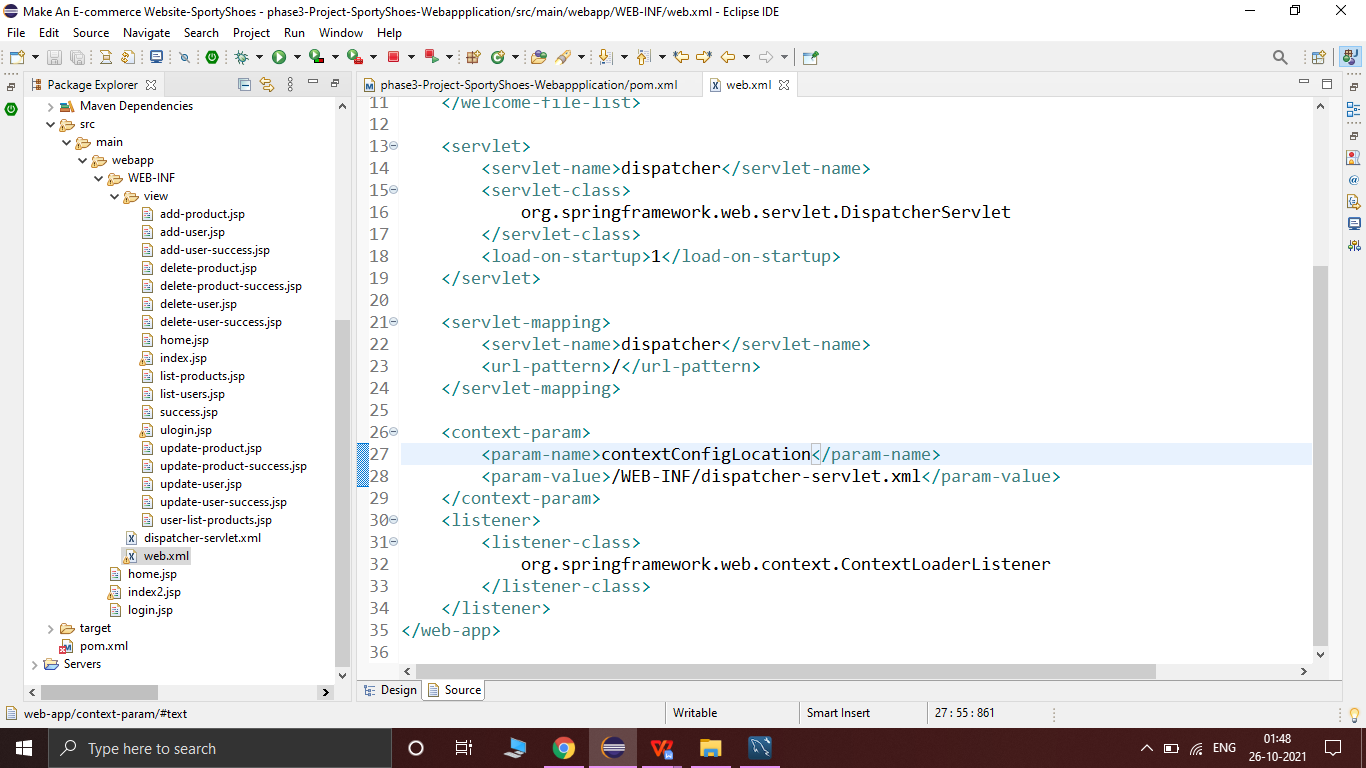 Make An E-commerce Website-SportyShoes - phase3-Project-SportyShoes-Webappplication/src/main/webapp/WEB-INF/web.xml - Eclipse IDE
File Edit Source Navigate Search Project Run Window Help
Package Explorer
phase3-Project-SportyShoes-Webappplication/pom.xml
web.xml
Maven Dependencies
src
main
webapp
WEB-INF
view
add-product.jsp
add-user.jsp
add-user-success.jsp
delete-product.jsp
delete-product-success.jsp
delete-user.jsp
delete-user-success.jsp
home.jsp
index.jsp
list-products.jsp
list-users.jsp
success.jsp
ulogin.jsp
update-product.jsp
update-product-success.jsp
update-user.jsp
update-user-success.jsp
user-list-products.jsp
dispatcher-servlet.xml
web.xml
home.jsp
index2.jsp
login.jsp
target
pom.xml
Servers
11 </welcome-file-list>
12
13 <servlet>
14 <servlet-name>dispatcher</servlet-name>
15 <servlet-class>
16 org.springframework.web.servlet.DispatcherServlet
17 </servlet-class>
18 <load-on-startup>1</load-on-startup>
19 </servlet>
20
21 <servlet-mapping>
22 <servlet-name>dispatcher</servlet-name>
23 <url-pattern>/</url-pattern>
24 </servlet-mapping>
25
26 <context-param>
27 <param-name>contextConfigLocation</param-name>
28 <param-value>/WEB-INF/dispatcher-servlet.xml</param-value>
29 </context-param>
30 <listener>
31 <listener-class>
32 org.springframework.web.context.ContextLoaderListener
33 </listener-class>
34 </listener>
35 </web-app>
36
Design Source
web-app/context-param/#text
Writable
Smart Insert
27 : 55 : 861
Type here to search
ENG
01:48
26-10-2021